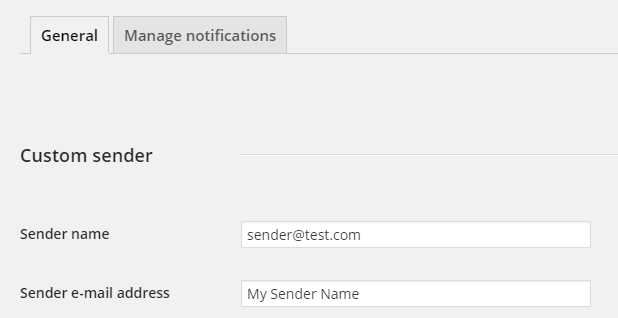 General Manage notifications
Custom sender
Sender name sender@test.com
Sender e-mail address My Sender Name